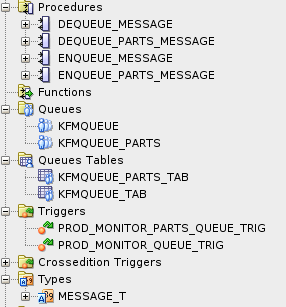 Procedures
DEQUEUE_MESSAGE
DEQUEUE_PARTS_MESSAGE
ENQUEUE_MESSAGE
ENQUEUE_PARTS_MESSAGE
Functions
Queues
KFMQUEUE
KFMQUEUE_PARTS
Queues Tables
KFMQUEUE_PARTS_TAB
KFMQUEUE_TAB
Triggers
PROD_MONITOR_PARTS_QUEUE_TRIG
PROD_MONITOR_QUEUE_TRIG
Crossedition Triggers
Types
MESSAGE_T